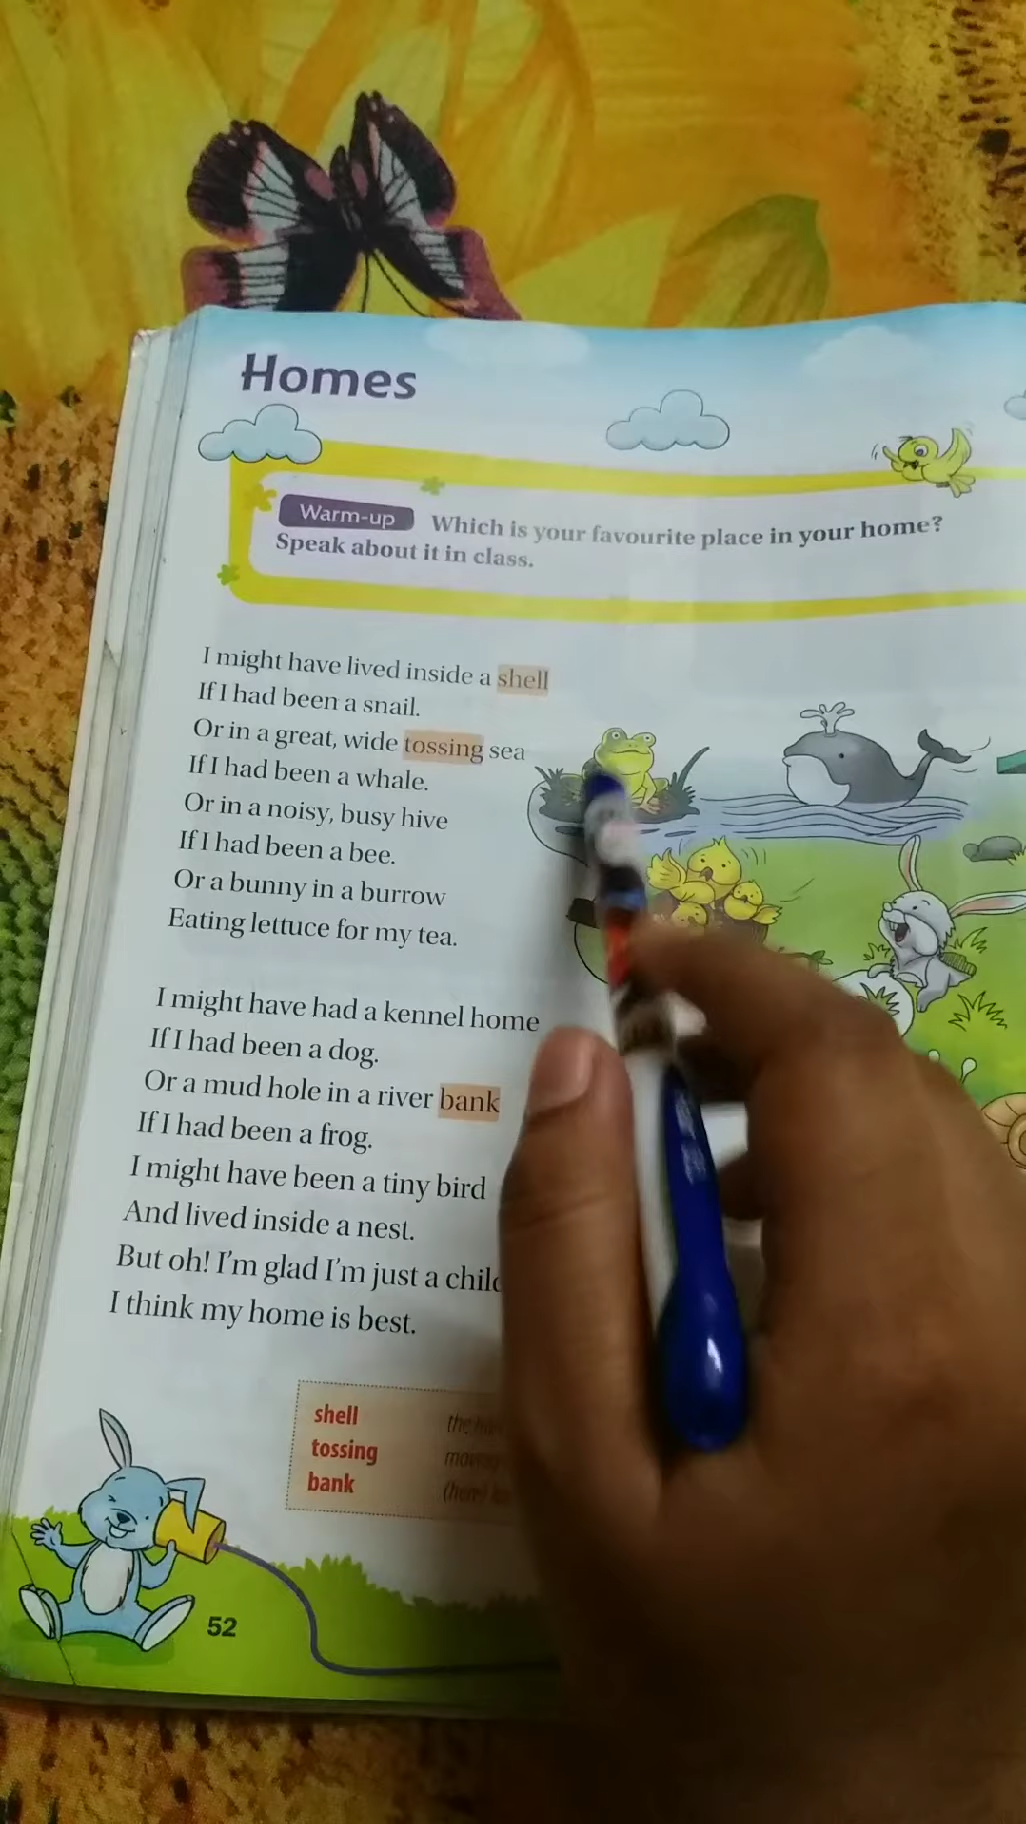 Homes
Warm-up Which is your favourite place in your home?
Speak about it in class.
I might have lived inside a shell
If I had been a snail.
Or in a great, wide tossing sea
If I had been a whale.
Or in a noisy, busy hive
If I had been a bee.
Or a bunny in a burrow
Eating lettuce for my tea.
I might have had a kennel home
If I had been a dog.
Or a mud hole in a river bank
If I had been a frog.
I might have been a tiny bird
And lived inside a nest.
But oh! I'm glad I'm just a child
I think my home is best.
shell the
tossing
bank
52